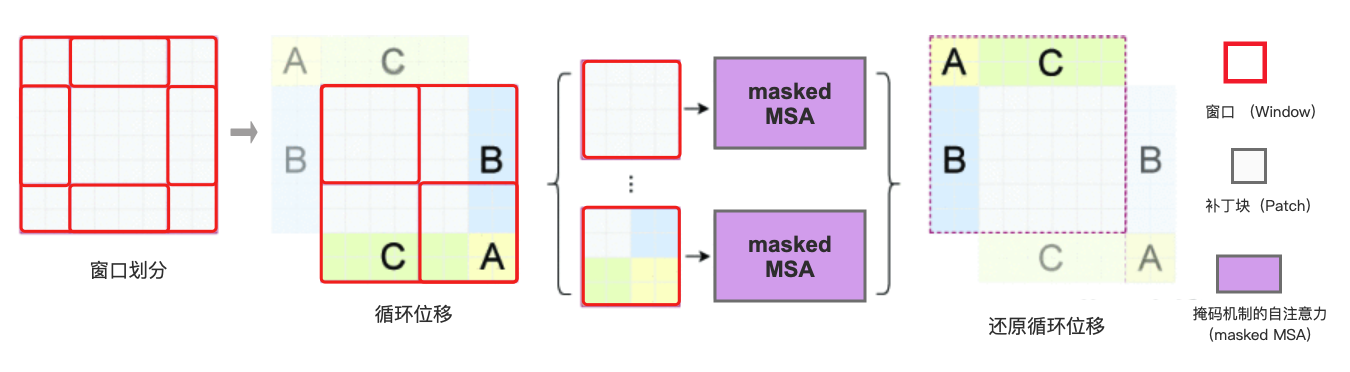 窗口划分
A
C
B
B
C
A
循环位移
masked
MSA
⋮
masked
MSA
A
C
B
B
C
A
还原循环位移
窗口 （Window）
补丁块（Patch）
掩码机制的自注意力
（masked MSA）